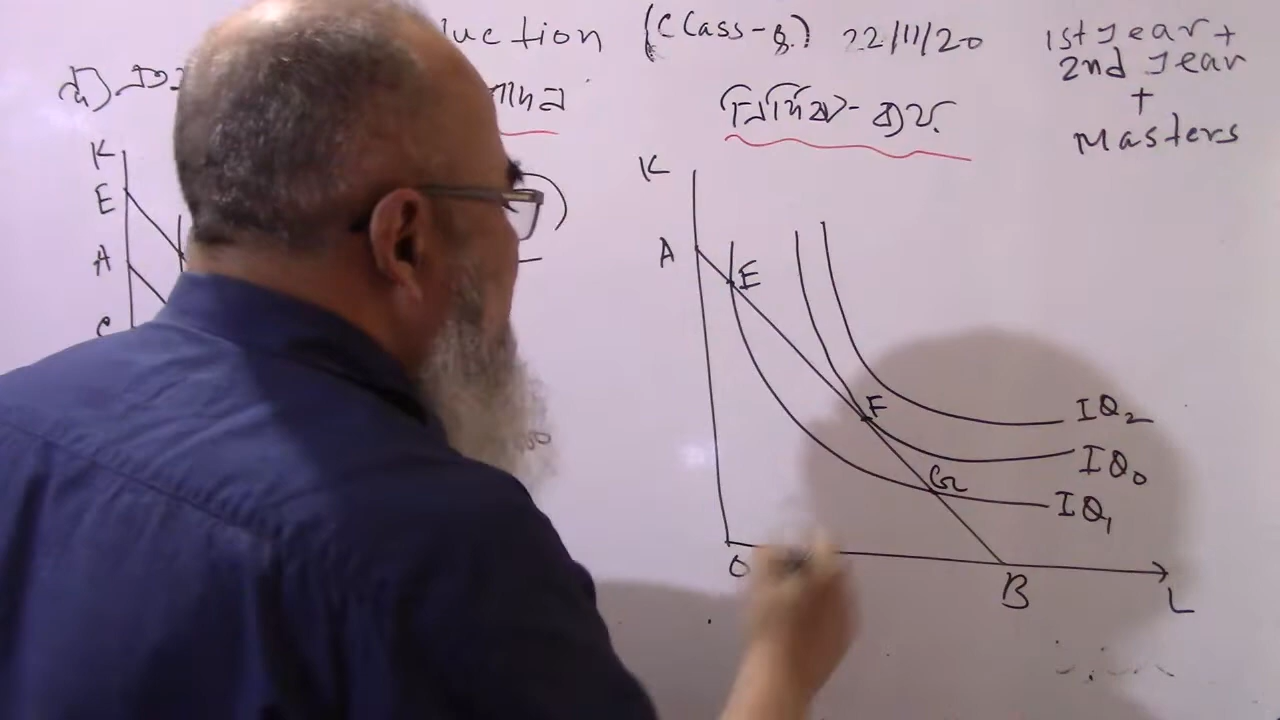 uction (Class-8.) 22/11/20
1st year +
2nd year
+
Masters
K
E
A
C
K
A
E
F
G
IQ2
IQ0
IQ1
O
B
L